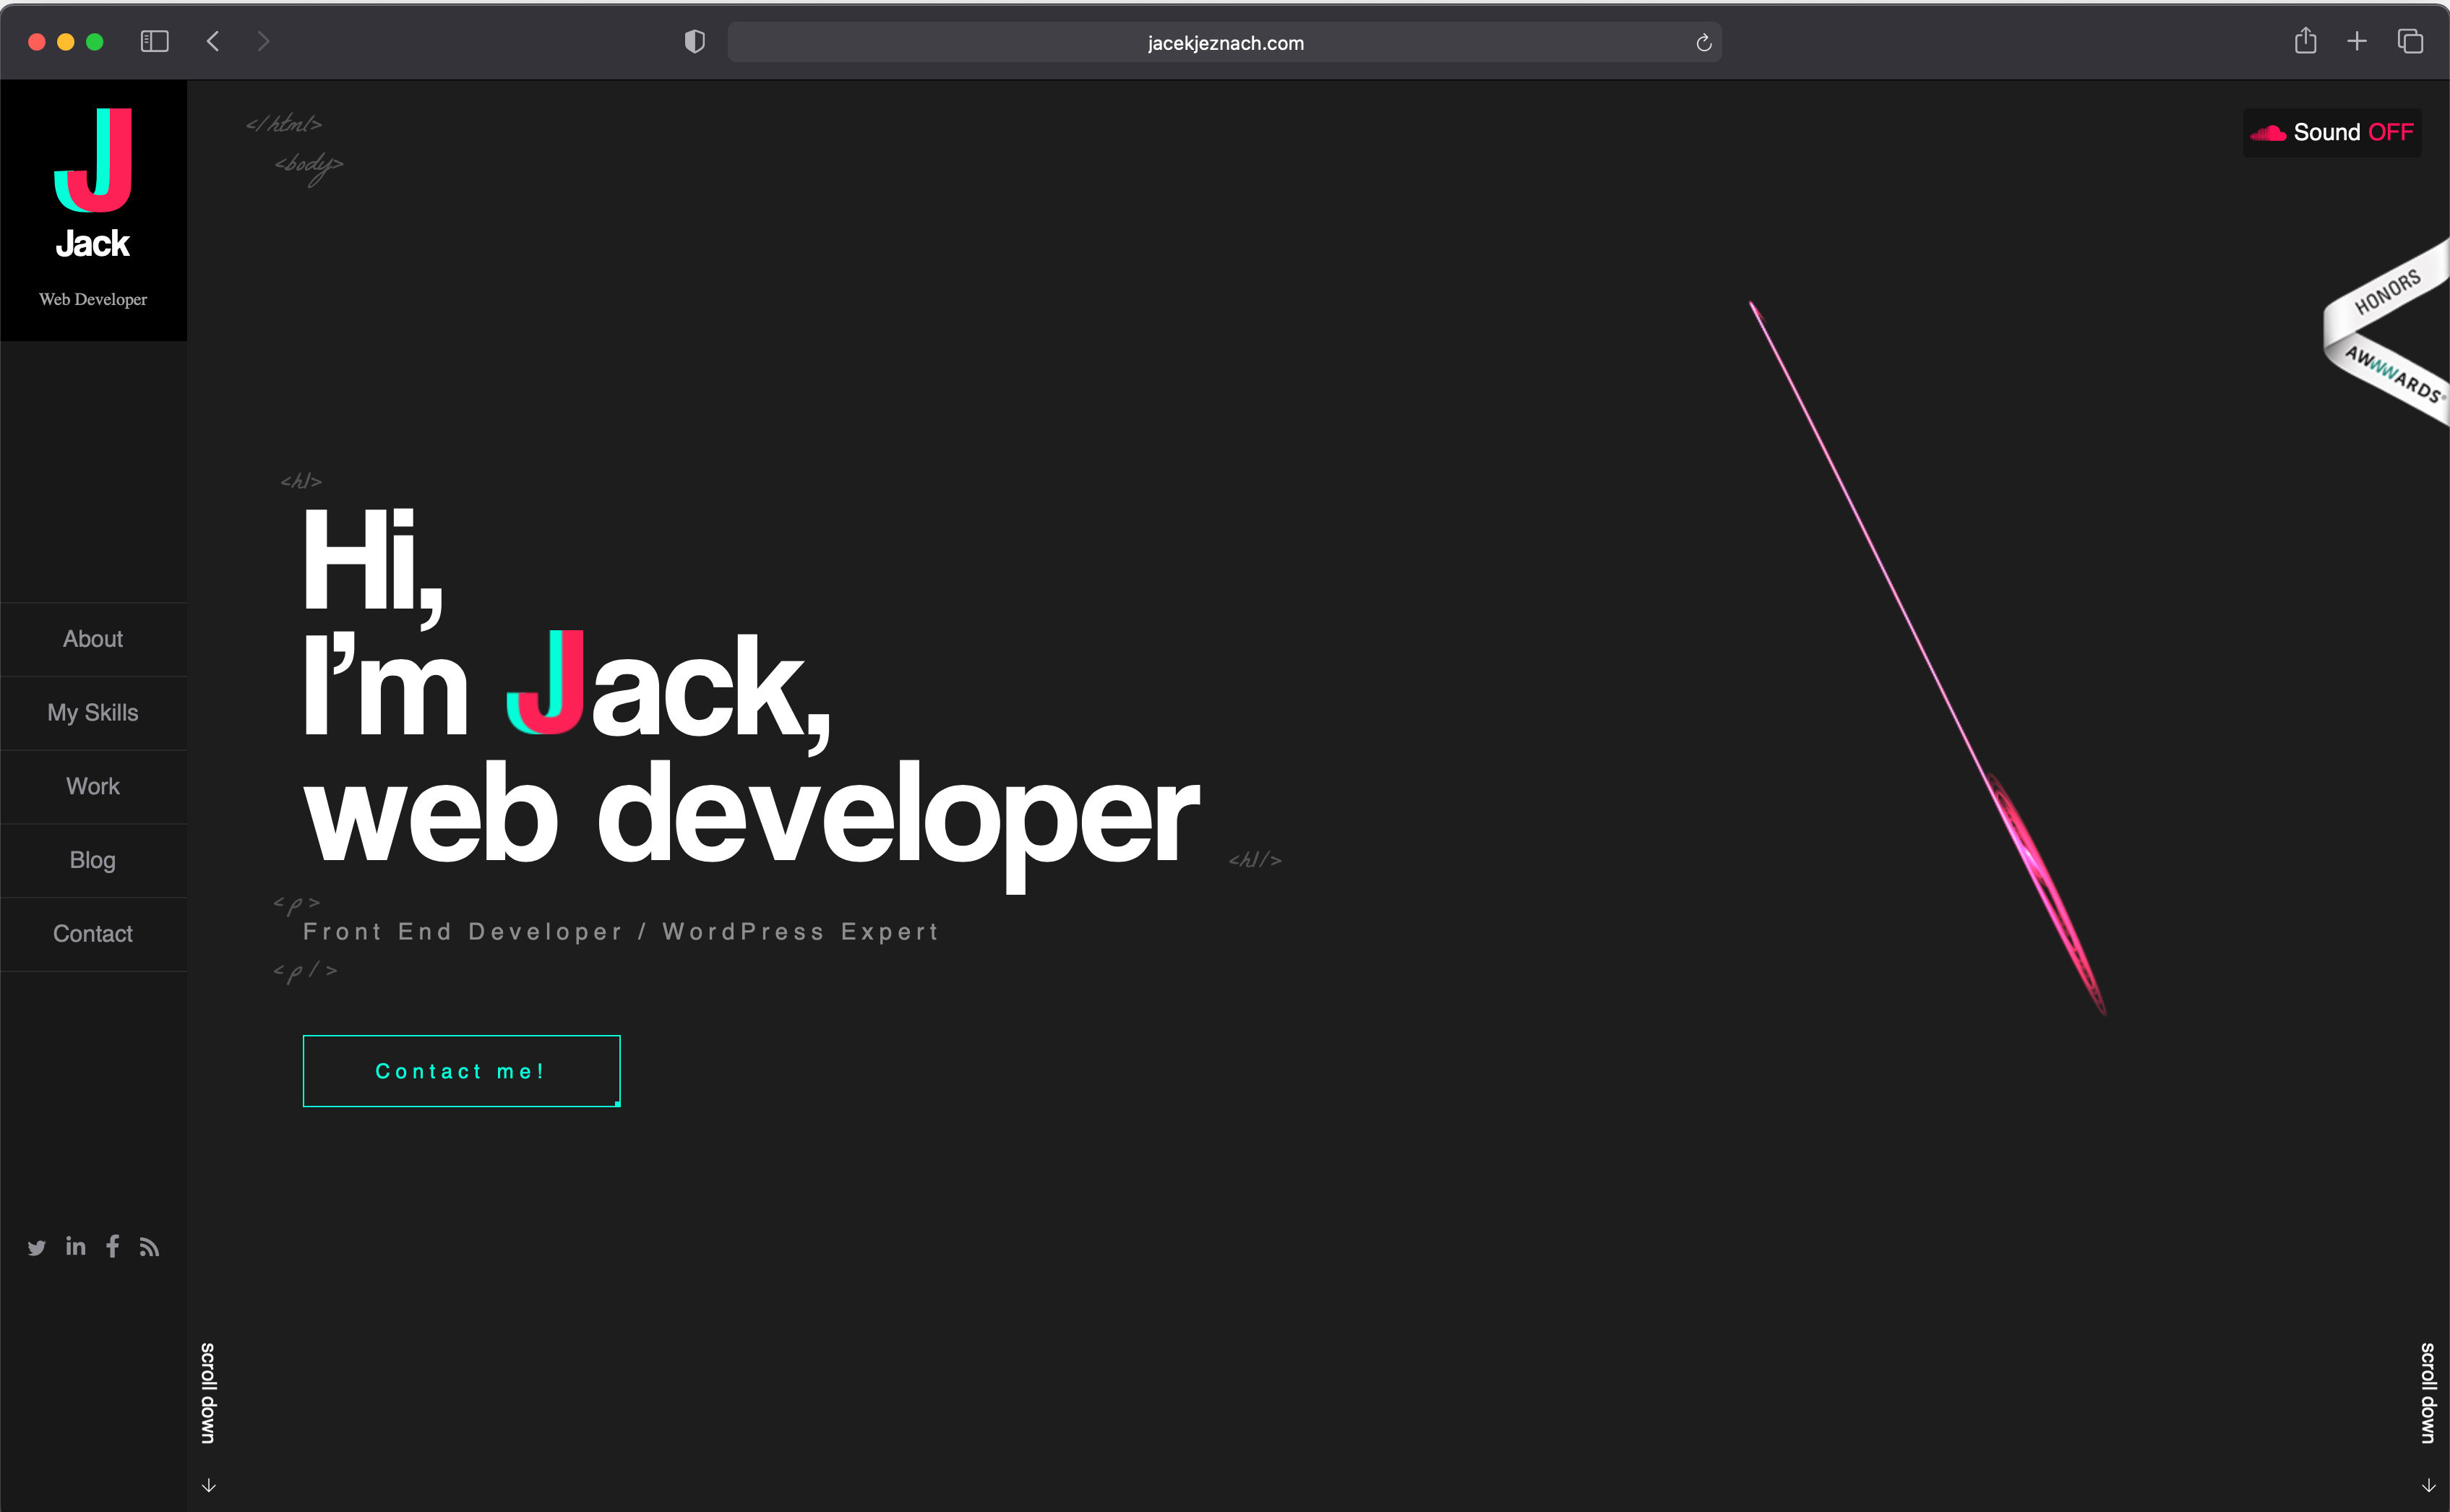 jacekjeznach.com
J
Jack
Web Developer
About
My Skills
Work
Blog
Contact
</html>
<body>
Sound OFF
HONORS
AWWWARDS®
<h1>
Hi,
I'm Jack,
web developer
<h1/>
<p>
Front End Developer / WordPress Expert
<p/>
Contact me!
in
f
scroll down
scroll down